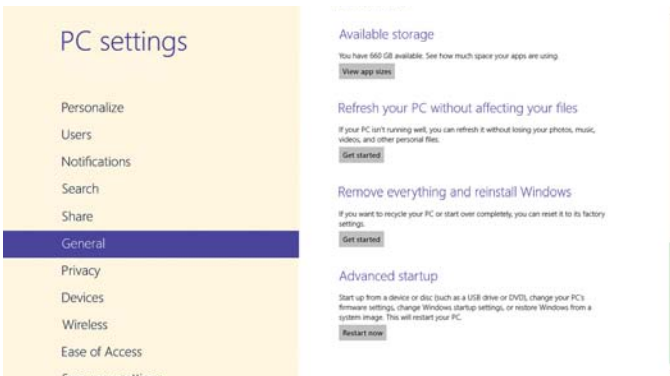 PC settings
Personalize
Users
Notifications
Search
Share
General
Privacy
Devices
Wireless
Ease of Access
Available storage
You have 660 GB available. See how much space your apps are using.
View app sizes
Refresh your PC without affecting your files
If your PC isn't running well, you can refresh it without losing your photos, music,
videos, and other personal files.
Get started
Remove everything and reinstall Windows
If you want to recycle your PC or start over completely, you can reset it to its factory
settings.
Get started
Advanced startup
Start up from a device or disc (such as a USB drive or DVD), change your PC's
firmware settings, change Windows startup settings, or restore Windows from a
system image. This will restart your PC.
Restart now